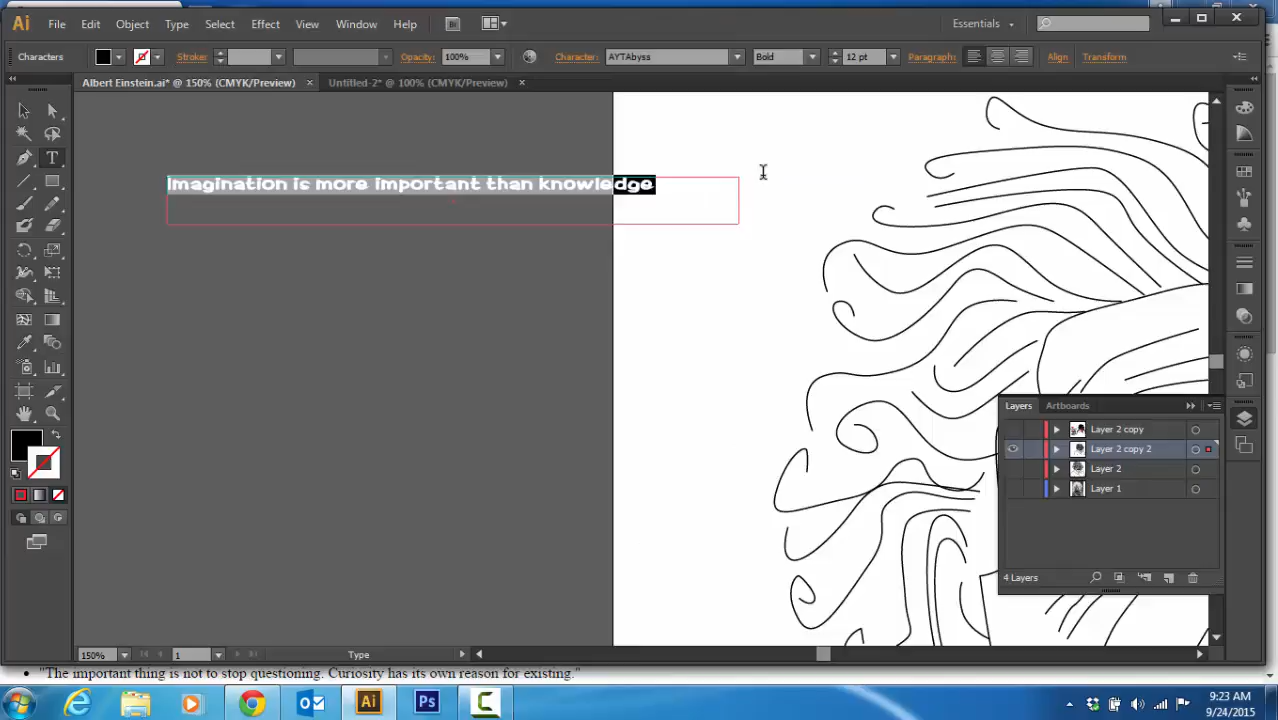 Ai File Edit Object Type Select Effect View Window Help Br Essentials
Characters Stroke: Opacity: 100% Character: AYTAbyss Bold 12 pt Paragraph: Align Transform
Albert Einstein.ai* @ 150% (CMYK/Preview) × Untitled-2* @ 100% (CMYK/Preview) ×
Imagination is more important than knowledge
Layers Artboards
Layer 2 copy
Layer 2 copy 2
Layer 2
Layer 1
4 Layers
150% 1 Type
• "The important thing is not to stop questioning. Curiosity has its own reason for existing."
Ai Ps C 9:23 AM
9/24/2015